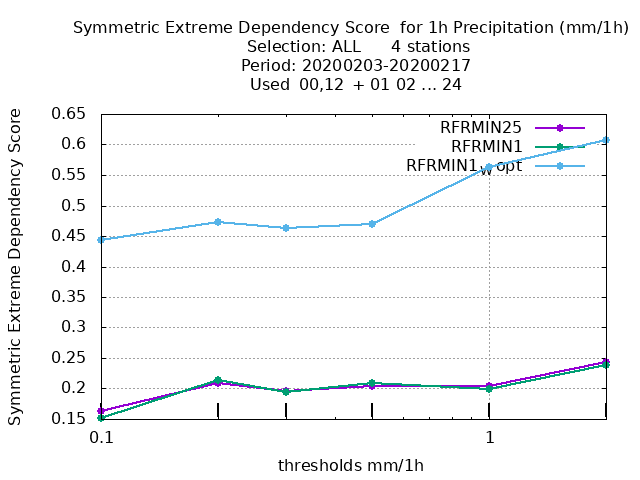 Symmetric Extreme Dependency Score  for 1h Precipitation (mm/1h)
Selection: ALL      4 stations
Period: 20200203-20200217
Used  00,12  + 01 02 ... 24
Symmetric Extreme Dependency Score
0.65
0.6
0.55
0.5
0.45
0.4
0.35
0.3
0.25
0.2
0.15
RFRMIN25
RFRMIN1
RFRMIN1wopt
0.1
1
thresholds mm/1h